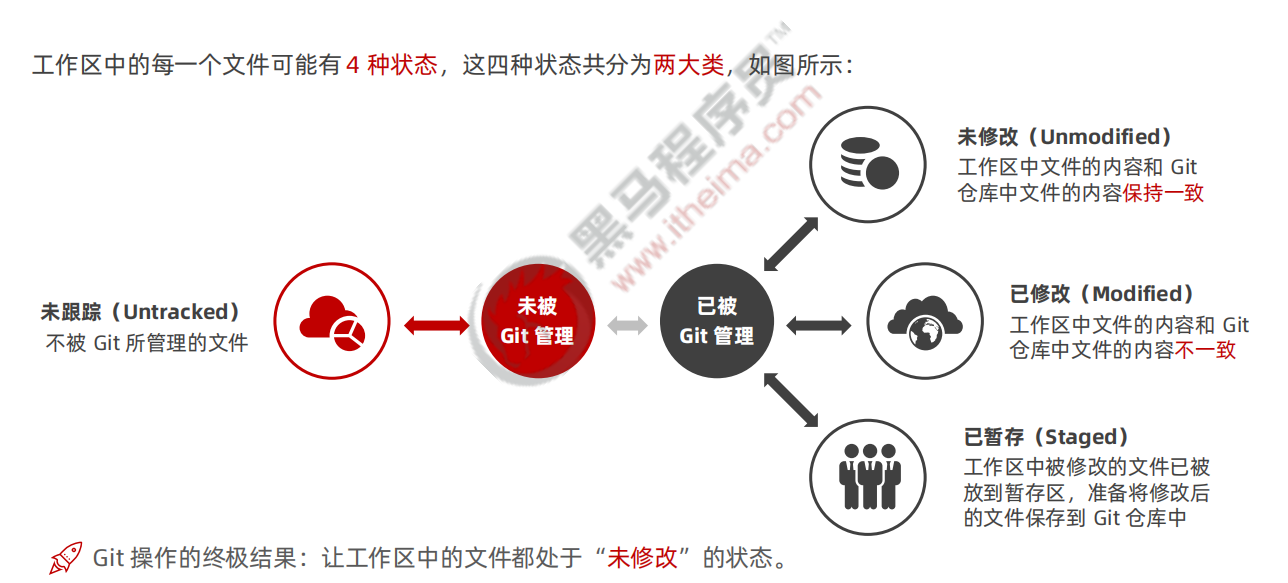 工作区中的每一个文件可能有 4 种状态，这四种状态共分为两大类，如图所示：
黑马程序员™
www.itheima.com
未修改（Unmodified）
工作区中文件的内容和 Git
仓库中文件的内容保持一致
未跟踪（Untracked）
不被 Git 所管理的文件
未被
Git 管理
已被
Git 管理
已修改（Modified）
工作区中文件的内容和 Git
仓库中文件的内容不一致
已暂存（Staged）
工作区中被修改的文件已被
放到暂存区，准备将修改后
的文件保存到 Git 仓库中
Git 操作的终极结果：让工作区中的文件都处于“未修改”的状态。